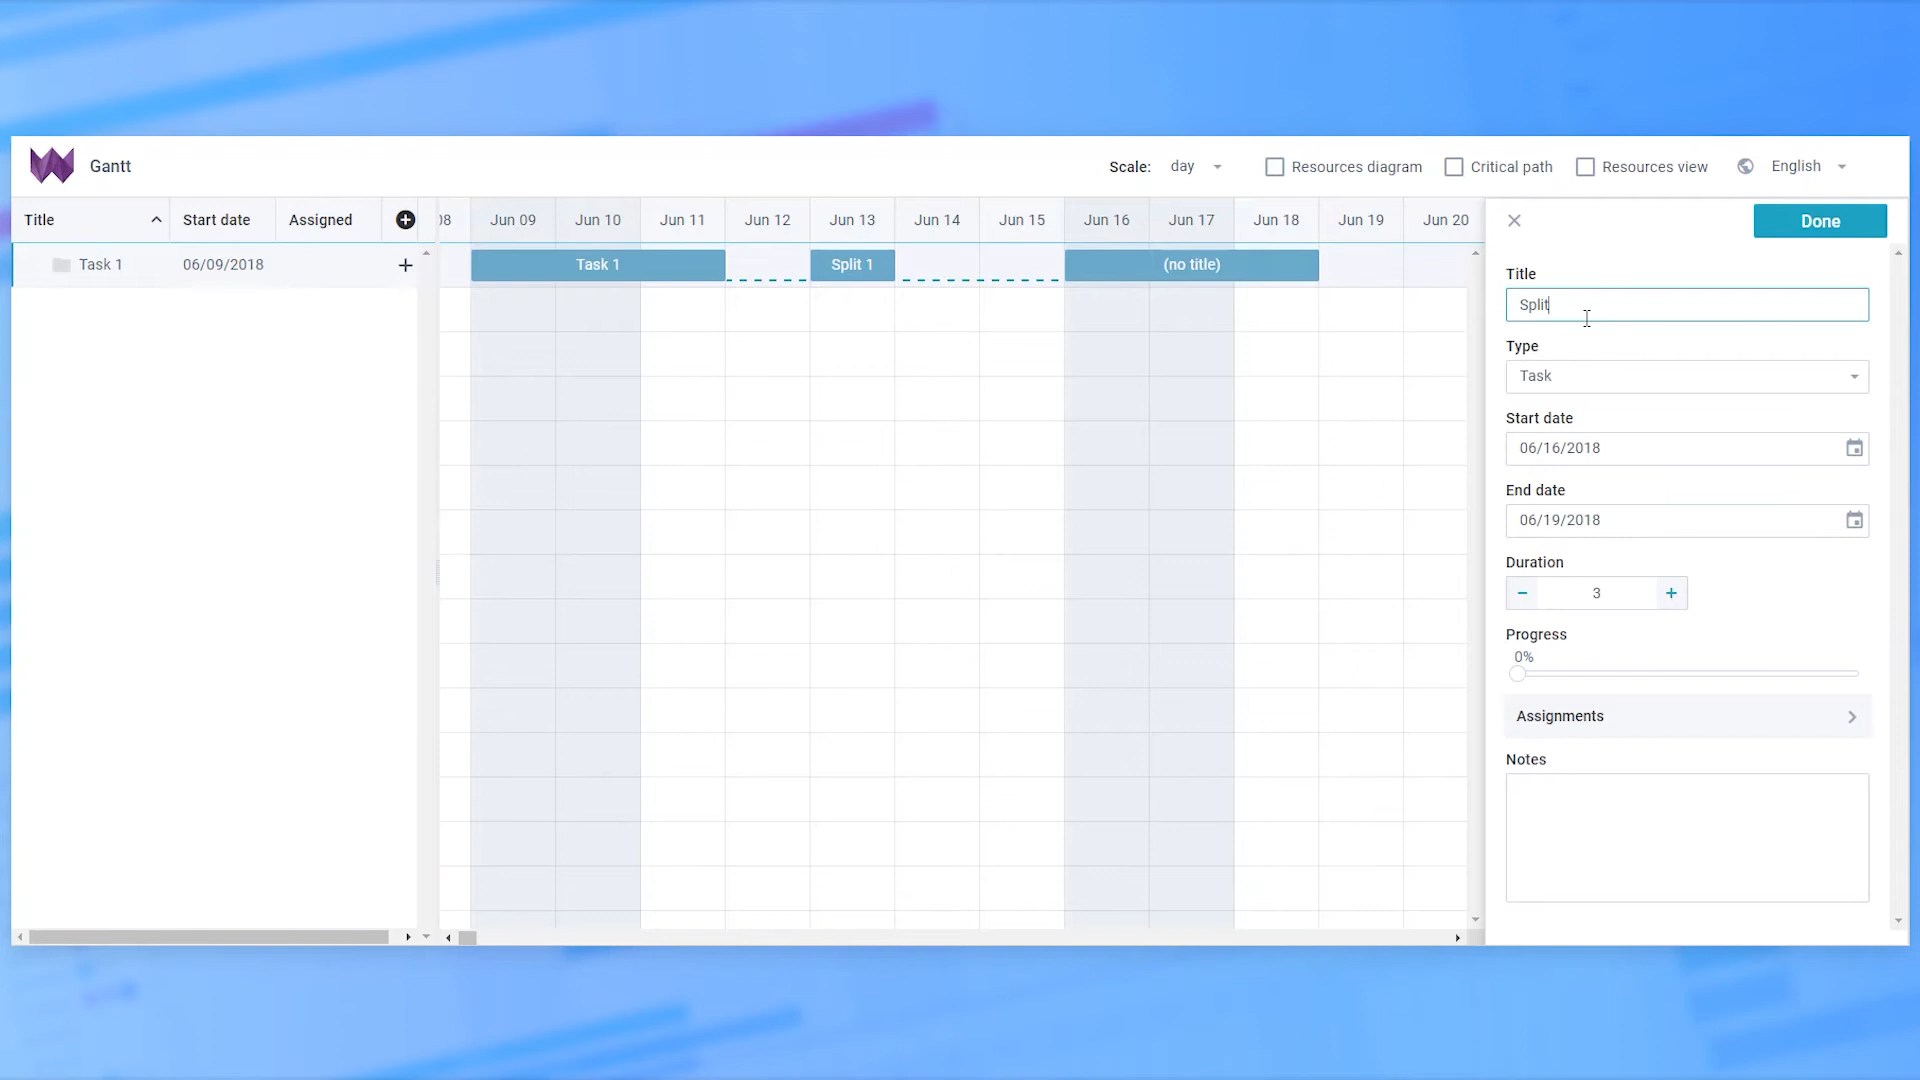 Gantt
Scale: day Resources diagram Critical path Resources view English
Title Start date Assigned 08 Jun 09 Jun 10 Jun 11 Jun 12 Jun 13 Jun 14 Jun 15 Jun 16 Jun 17 Jun 18 Jun 19 Jun 20
Task 1 06/09/2018 + Task 1 Split 1 (no title)
Done
Title
Split
Type
Task
Start date
06/16/2018
End date
06/19/2018
Duration
− 3 +
Progress
0%
Assignments
Notes